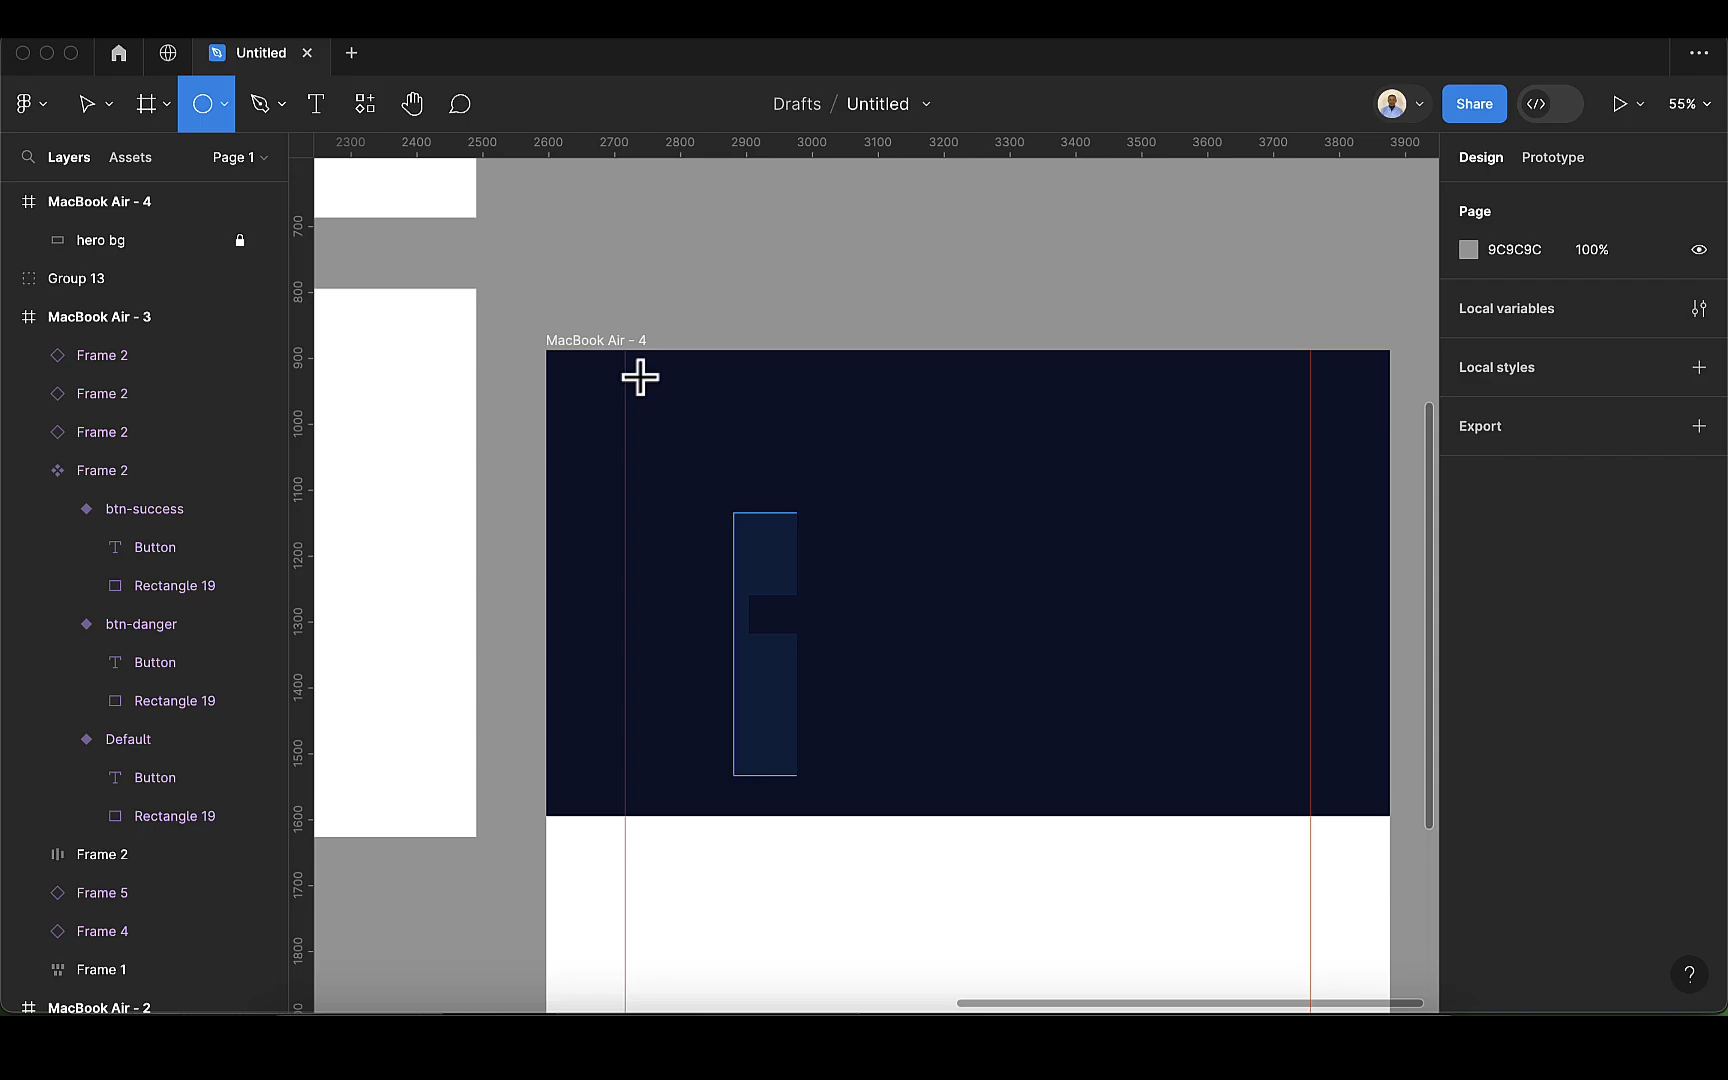 Untitled
Drafts / Untitled
Share
55%
Layers
Assets
Page 1
2300 2400 2500 2600 2700 2800 2900 3000 3100 3200 3300 3400 3500 3600 3700 3800 3900
Design
Prototype
MacBook Air - 4
hero bg
Group 13
MacBook Air - 3
Frame 2
Frame 2
Frame 2
Frame 2
btn-success
Button
Rectangle 19
btn-danger
Button
Rectangle 19
Default
Button
Rectangle 19
Frame 2
Frame 5
Frame 4
Frame 1
MacBook Air - 2
700
800
900
1000
1100
1200
1300
1400
1500
1600
1700
1800
MacBook Air - 4
Page
9C9C9C 100%
Local variables
Local styles
Export
?